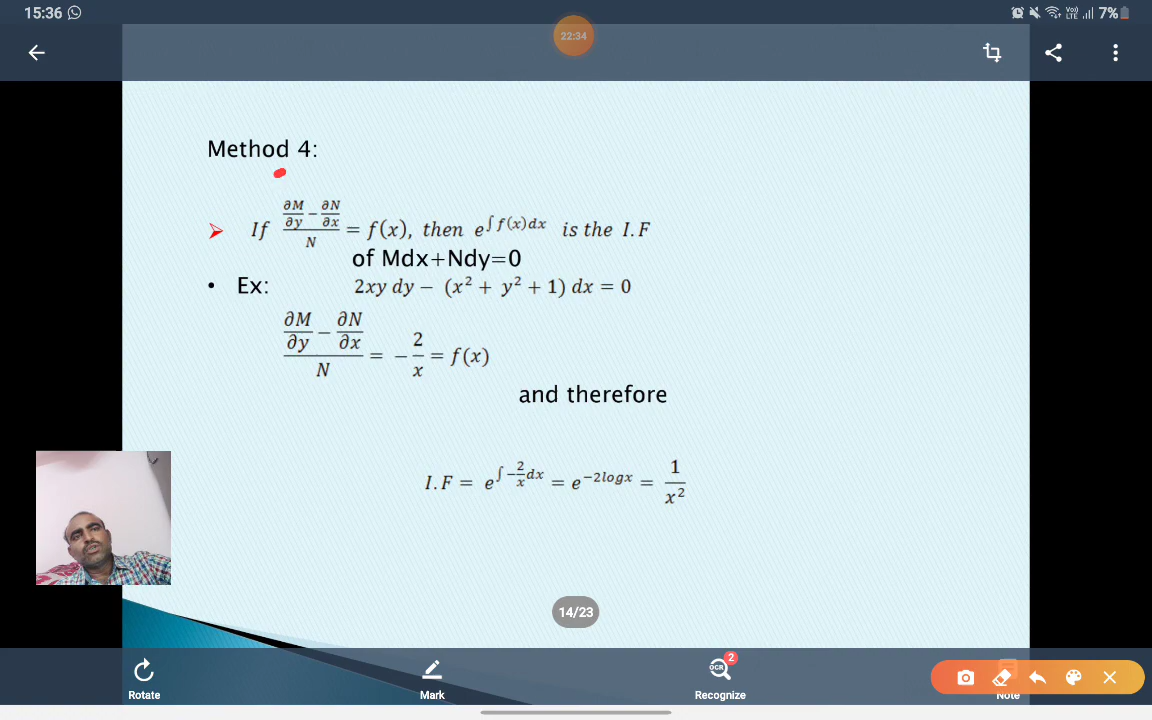 15:36
22:34
7%
Method 4:
➢ If (∂M/∂y − ∂N/∂x)/N = f(x), then e^{∫f(x)dx} is the I.F
of Mdx+Ndy=0
• Ex: 2xy dy − (x² + y² + 1) dx = 0
(∂M/∂y − ∂N/∂x)/N = −2/x = f(x)
and therefore
I.F = e^{∫−2/x dx} = e^{−2logx} = 1/x²
14/23
OCR 2
Rotate Mark Recognize Note